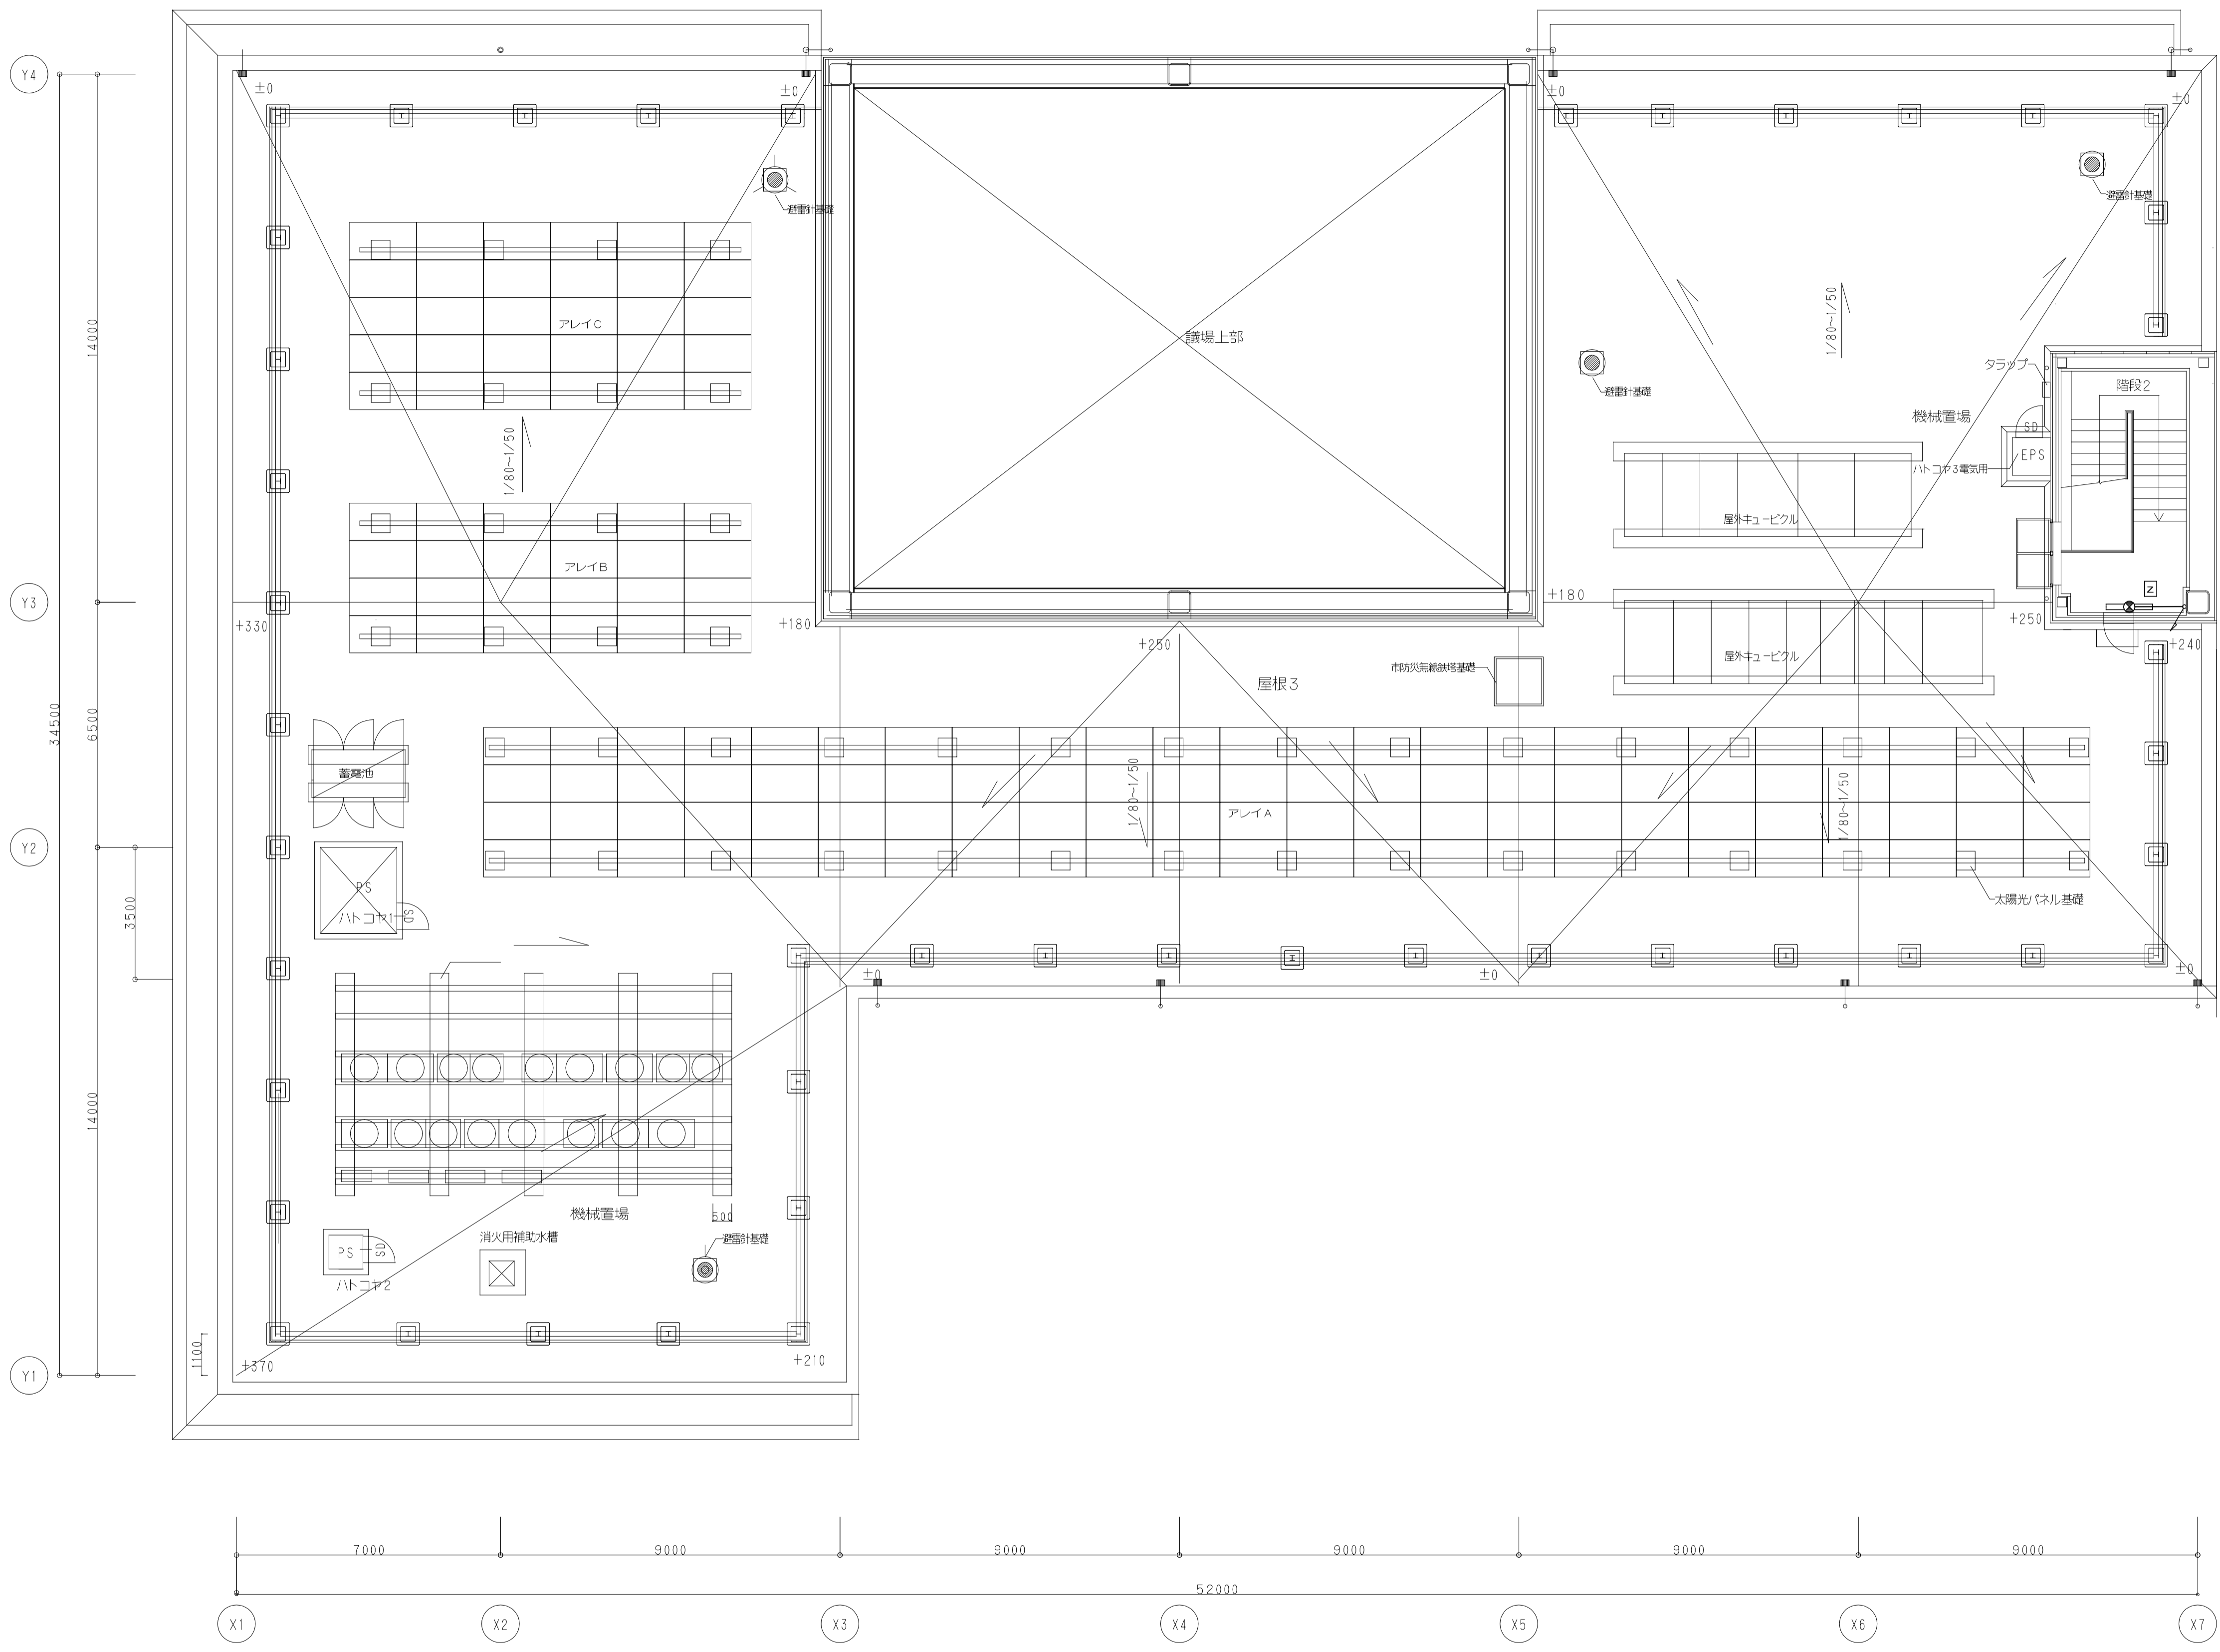 Y4
±0
±0
±0
±0
避雷針基礎
避雷針基礎
14000
アレイC
議場上部
1/80~1/50
避雷針基礎
タラップ
階段2
機械置場
SD
EPS
ハトコヤ3電気用
1/80~1/50
屋外キュービクル
アレイB
Z
Y3
+330
+180
+250
+180
+250
+240
市防災無線鉄塔基礎
屋外キュービクル
屋根3
34500
6500
蓄電池
1/80~1/50
1/80~1/50
アレイA
Y2
PS
ハトコヤ1
SD
太陽光パネル基礎
3500
±0
±0
±0
14000
機械置場
500
消火用補助水槽
避雷針基礎
PS
SD
ハトコヤ2
1100
+370
+210
Y1
7000
9000
9000
9000
9000
9000
52000
X1
X2
X3
X4
X5
X6
X7